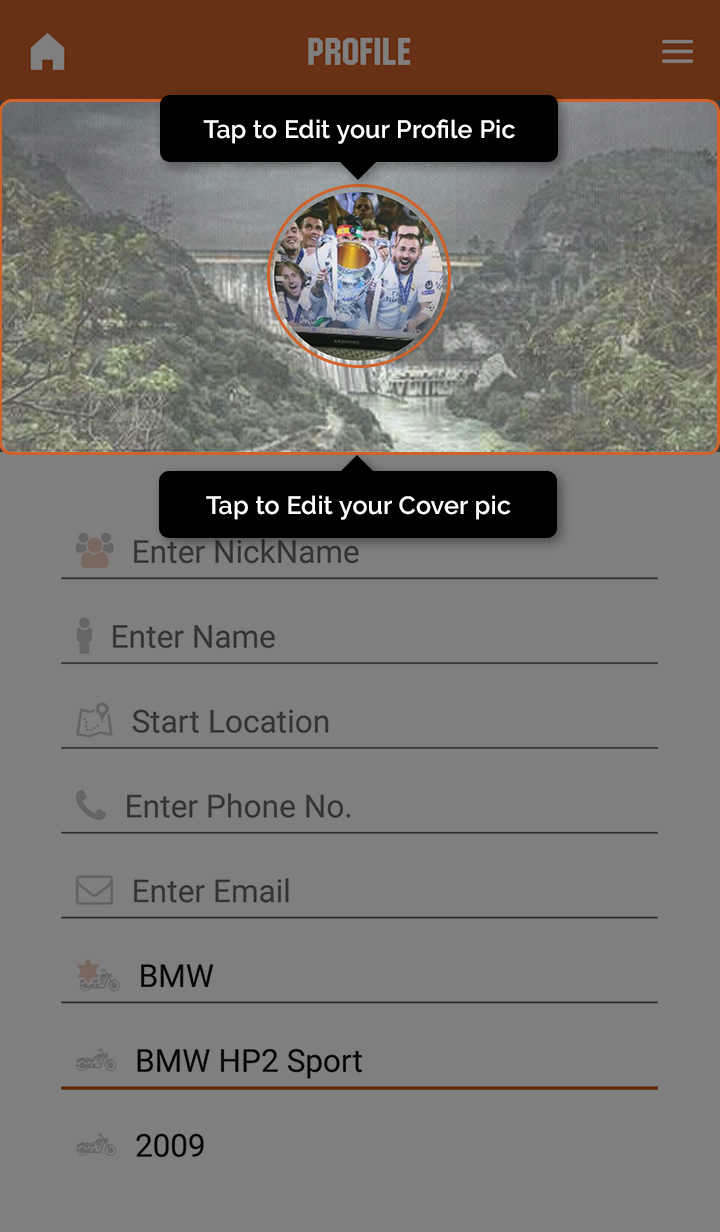 PROFILE
Tap to Edit your Profile Pic
SAMSUNG
Tap to Edit your Cover pic
Enter NickName
Enter Name
Start Location
Enter Phone No.
Enter Email
BMW
BMW HP2 Sport
2009